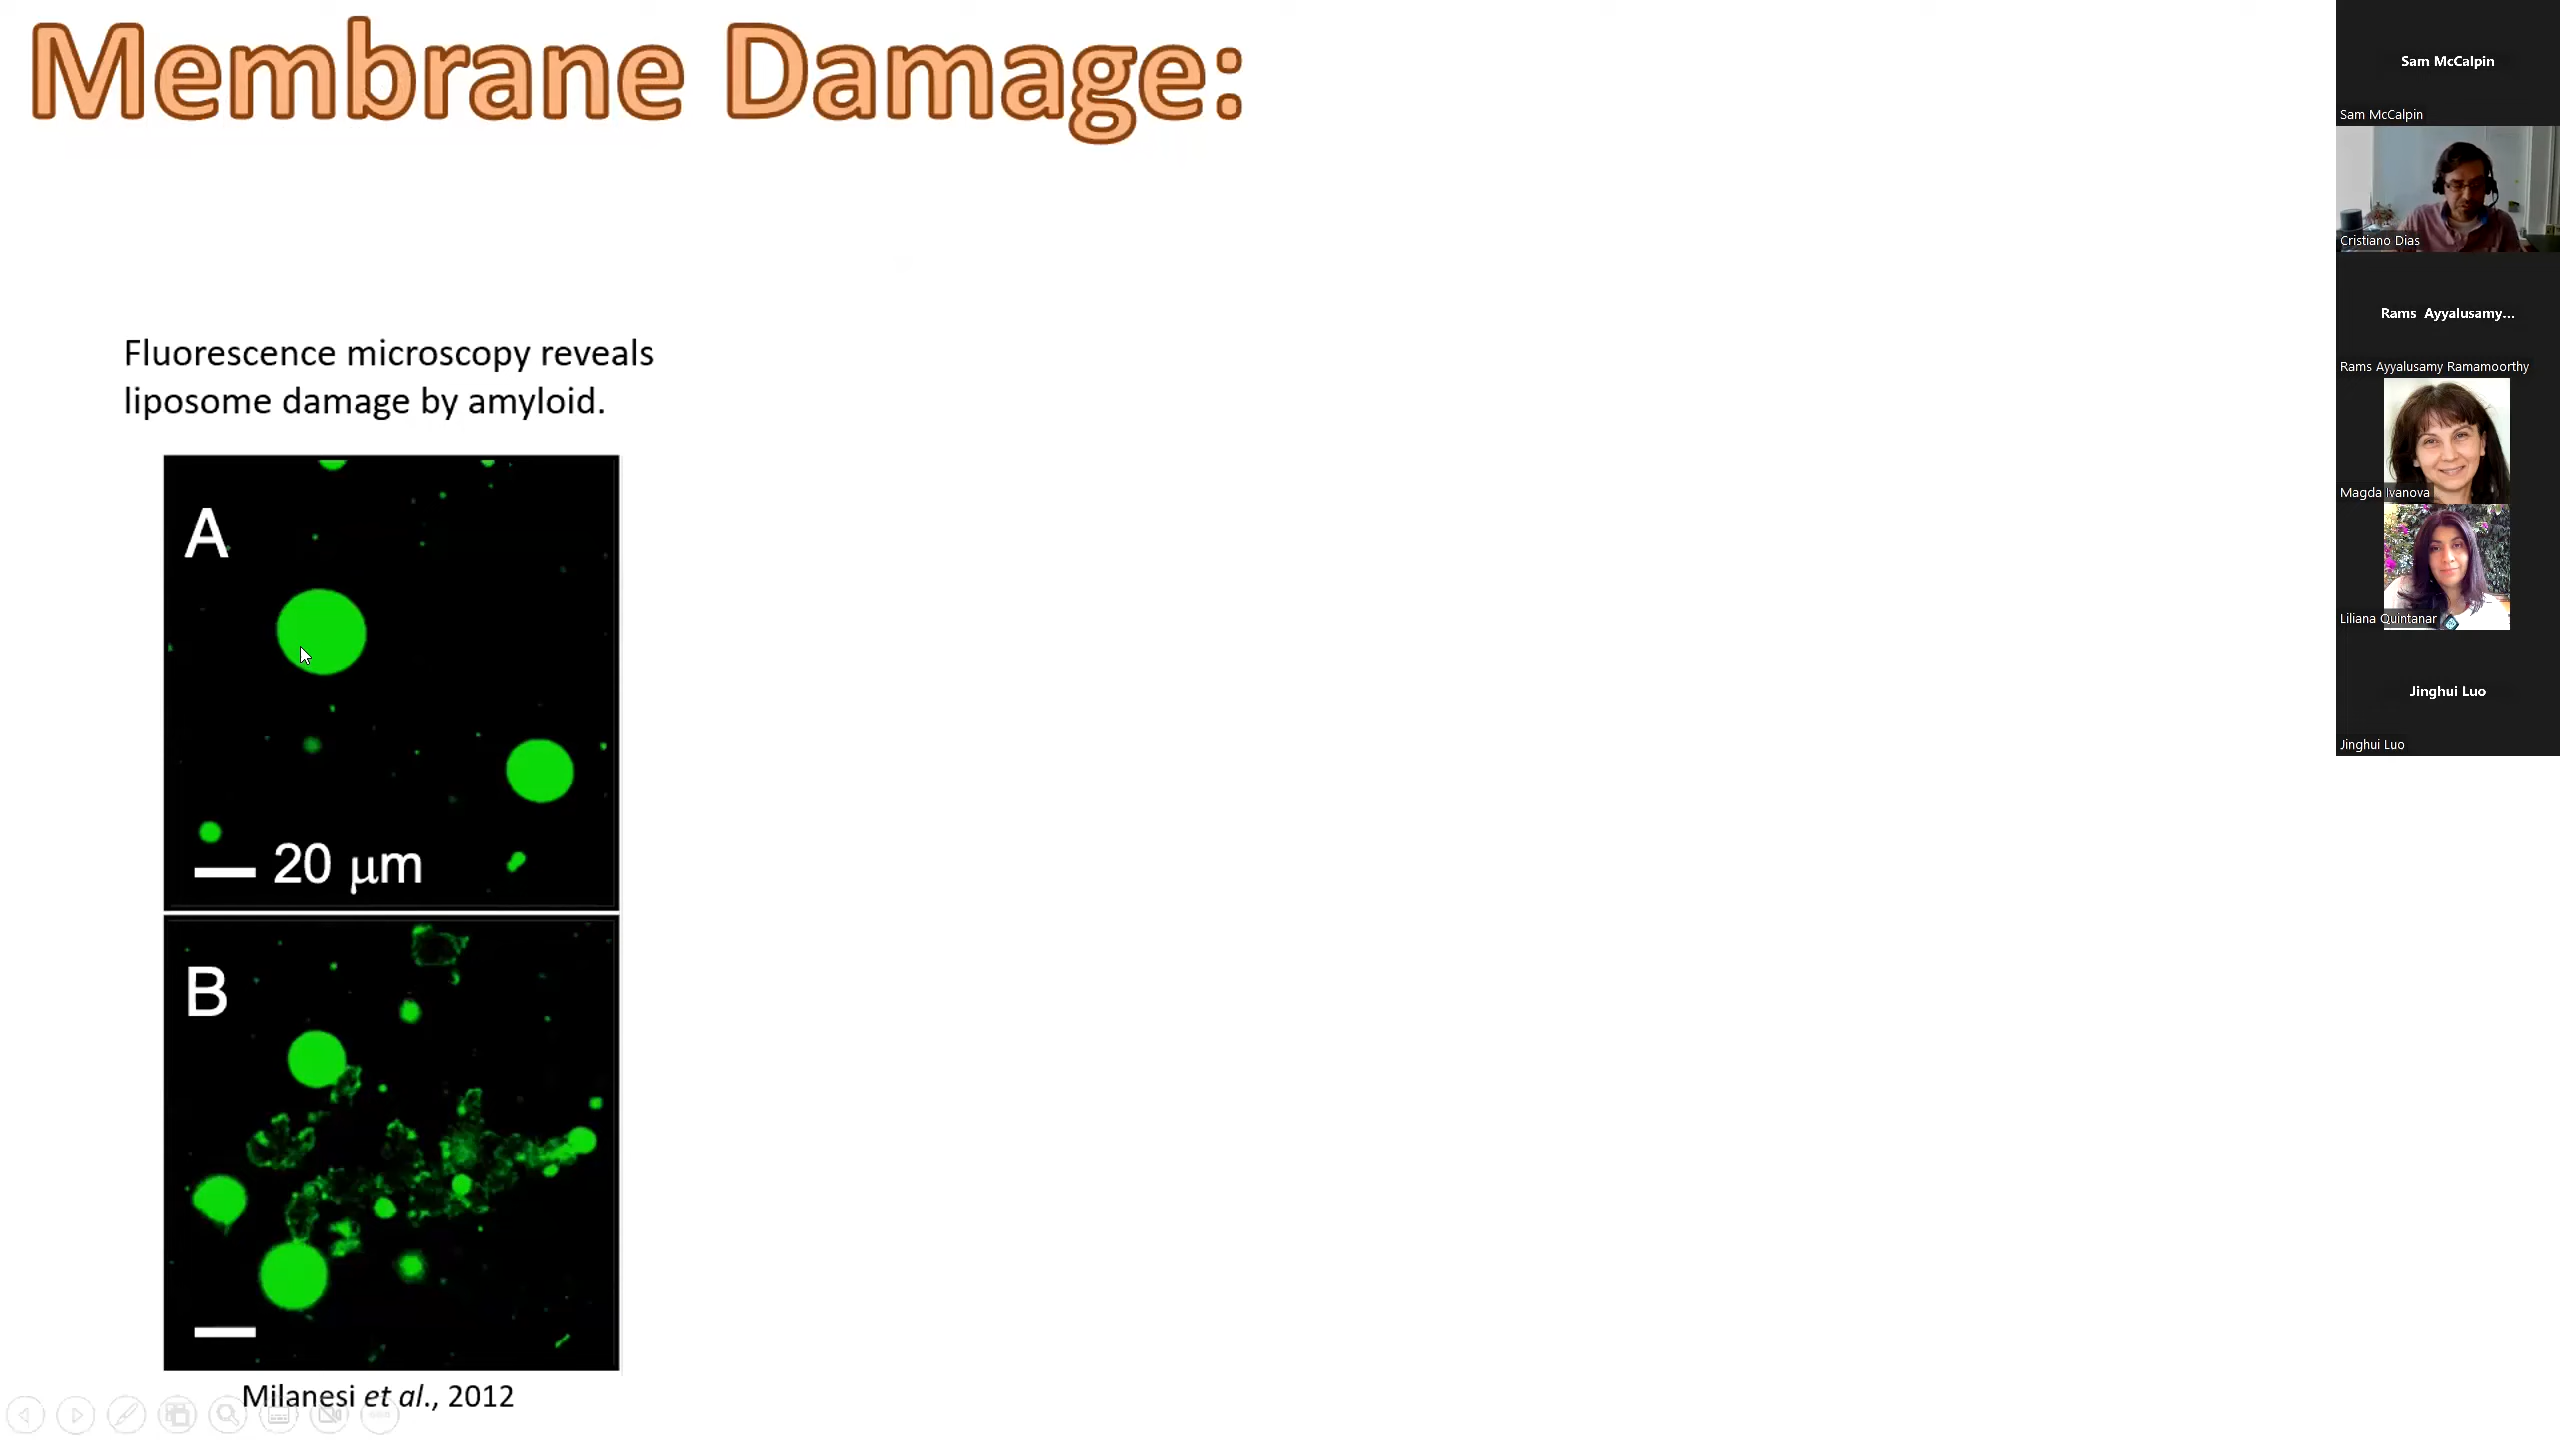 Membrane Damage:
Fluorescence microscopy reveals
liposome damage by amyloid.
A
20 μm
B
Milanesi et al., 2012
Sam McCalpin
Sam McCalpin
Cristiano Dias
Rams Ayyalusamy...
Rams Ayyalusamy Ramamoorthy
Magda Ivanova
Liliana Quintanar
Jinghui Luo
Jinghui Luo